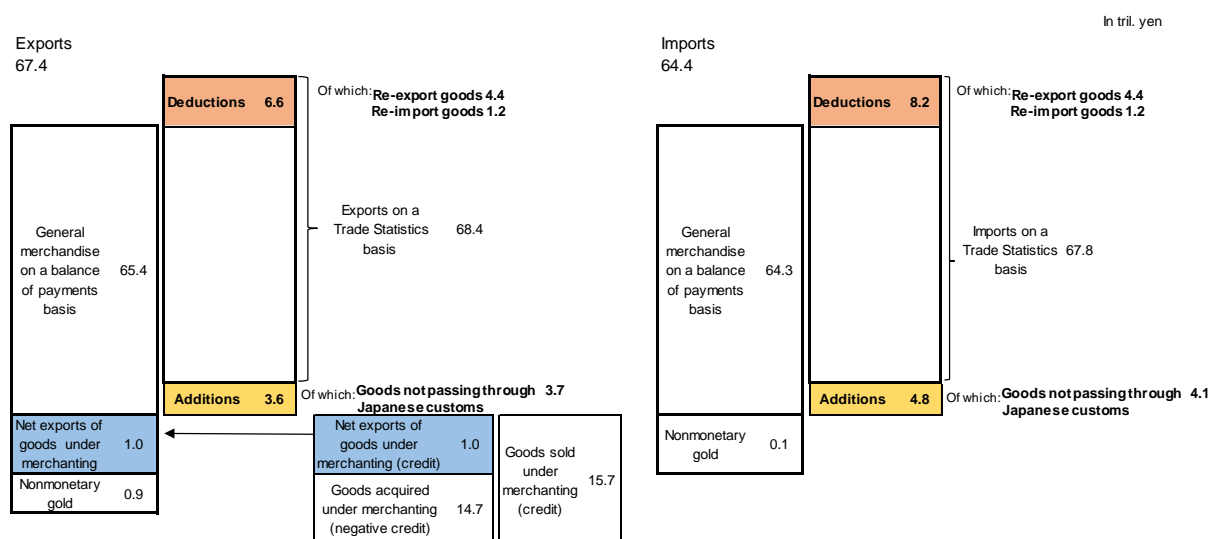 In tril. yen
Exports
67.4
Deductions 6.6
Of which: Re-export goods 4.4
Re-import goods 1.2
General
merchandise
on a balance 65.4
of payments
basis
Exports on a
Trade Statistics 68.4
basis
Additions 3.6
Of which: Goods not passing through 3.7
Japanese customs
Net exports of
goods under 1.0
merchanting
Nonmonetary 0.9
gold
Net exports of
goods under 1.0
merchanting (credit)
Goods acquired
under merchanting 14.7
(negative credit)
Goods sold
under
merchanting 15.7
(credit)
Imports
64.4
Deductions 8.2
Of which: Re-export goods 4.4
Re-import goods 1.2
General
merchandise
on a balance 64.3
of payments
basis
Imports on a
Trade Statistics 67.8
basis
Additions 4.8
Of which: Goods not passing through 4.1
Japanese customs
Nonmonetary 0.1
gold